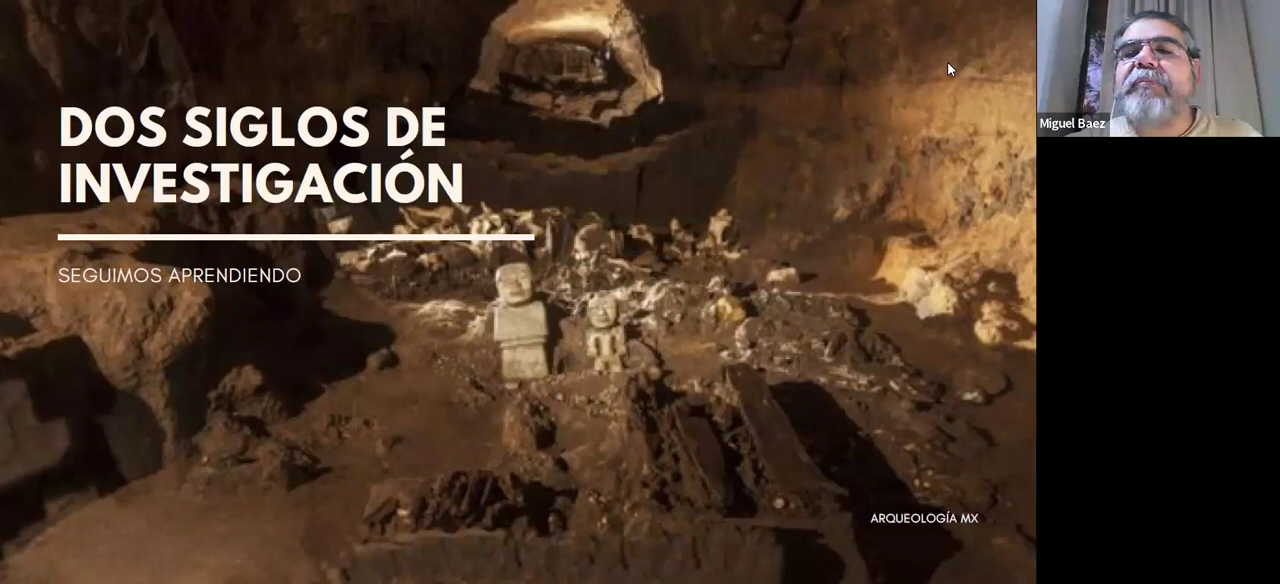 DOS SIGLOS DE
INVESTIGACIÓN
SEGUIMOS APRENDIENDO
ARQUEOLOGÍA MX
Miguel Baez